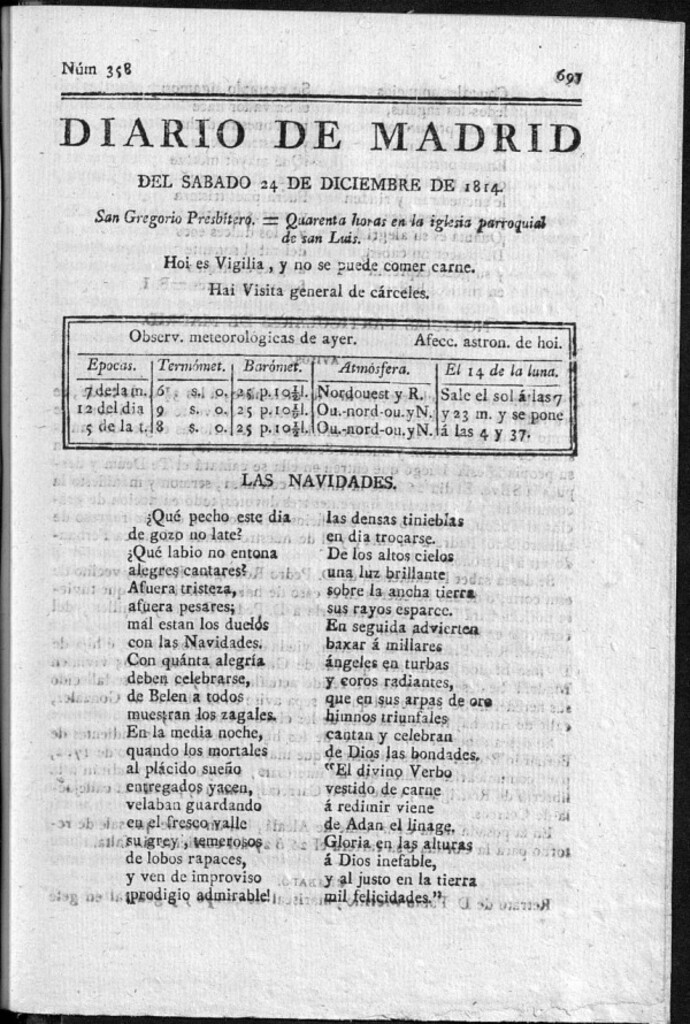 Núm 358
697
DIARIO DE MADRID
DEL SABADO 24 DE DICIEMBRE DE 1814.
San Gregorio Presbítero. = Quarenta horas en la iglesia parroquial
de san Luis.
Hoi es Vigilia, y no se puede comer carne.
Hai Visita general de cárceles.
Observ. meteorológicas de ayer. Afecc. astron. de hoi.
Epocas. Termómet. Barómet. Atmósfera. El 14 de la luna.
7 de la m. 6 s. o. 25 p. 10½l. Nordouest y R. Sale el sol á las 7
12 del dia 9 s. o. 25 p. 10½l. Ou.-nord-ou. y N. y 23 m. y se pone
5 de la t. 8 s. o. 25 p. 10½l. Ou.-nord-ou. y N. á las 4 y 37.
LAS NAVIDADES.
¿Qué pecho este dia
de gozo no late?
¿Qué labio no entona
alegres cantares?
Afuera tristeza,
afuera pesares;
mál estan los duelós
con las Navidades.
Con quánta alegría
deben celebrarse,
de Belen a todos
muestran los zagales.
En la media noche,
quando los mortales
al plácido sueño
entregados yacen,
velaban guardando
en el fresco valle
su grey, temerosos
de lobos rapaces,
y ven de improviso
¡prodigio admirable!
las densas tinieblas
en dia trocarse.
De los altos cielos
una luz brillante
sobre la ancha tierra
sus rayos esparce.
En seguida advierten
baxar á millares
ángeles en turbas
y coros radiantes,
que en sus arpas de oro
himnos triunfales
cantan y celebran
de Dios las bondades.
"El divino Verbo
vestido de carne
á redimir viene
de Adan el linage.
Gloria en las alturas
á Dios inefable,
y al justo en la tierra
mil felicidades."